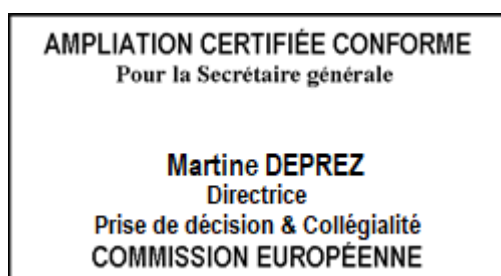 AMPLIATION CERTIFIÉE CONFORME
Pour la Secrétaire générale
Martine DEPREZ
Directrice
Prise de décision & Collégialité
COMMISSION EUROPÉENNE